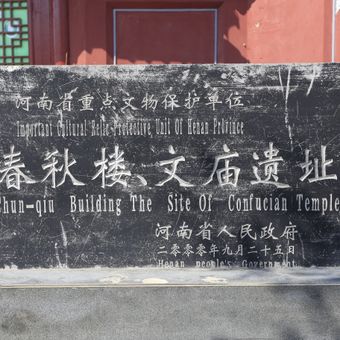 河南省重点文物保护单位
Important Cultural Relic Protective, Unit Of Henan Province
春秋楼、文庙遗址
Chun-qiu Building The Site Of Confucian Temple
河南省人民政府
二零零零年九月二十五日
Henan people's Government